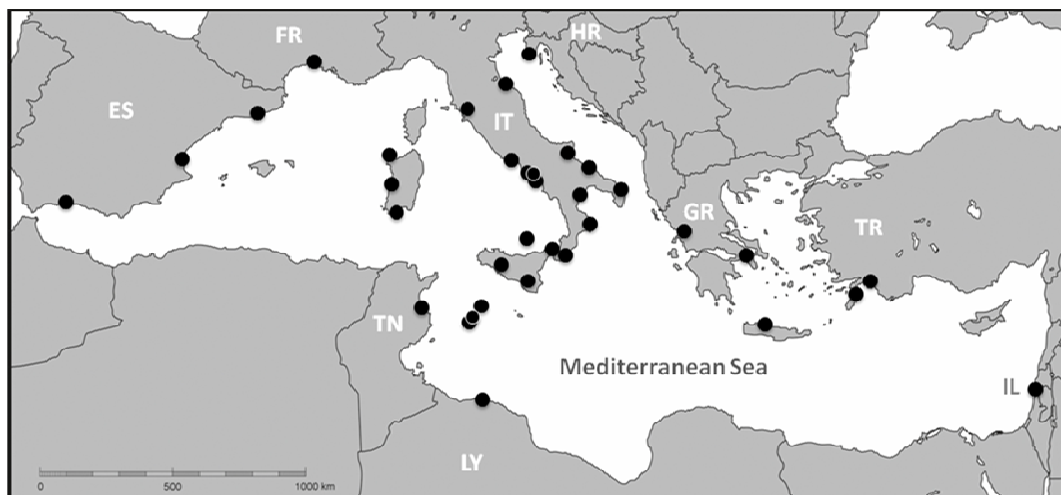 FR
HR
ES
IT
GR
TR
TN
Mediterranean Sea
IL
LY
0 500 1000 km